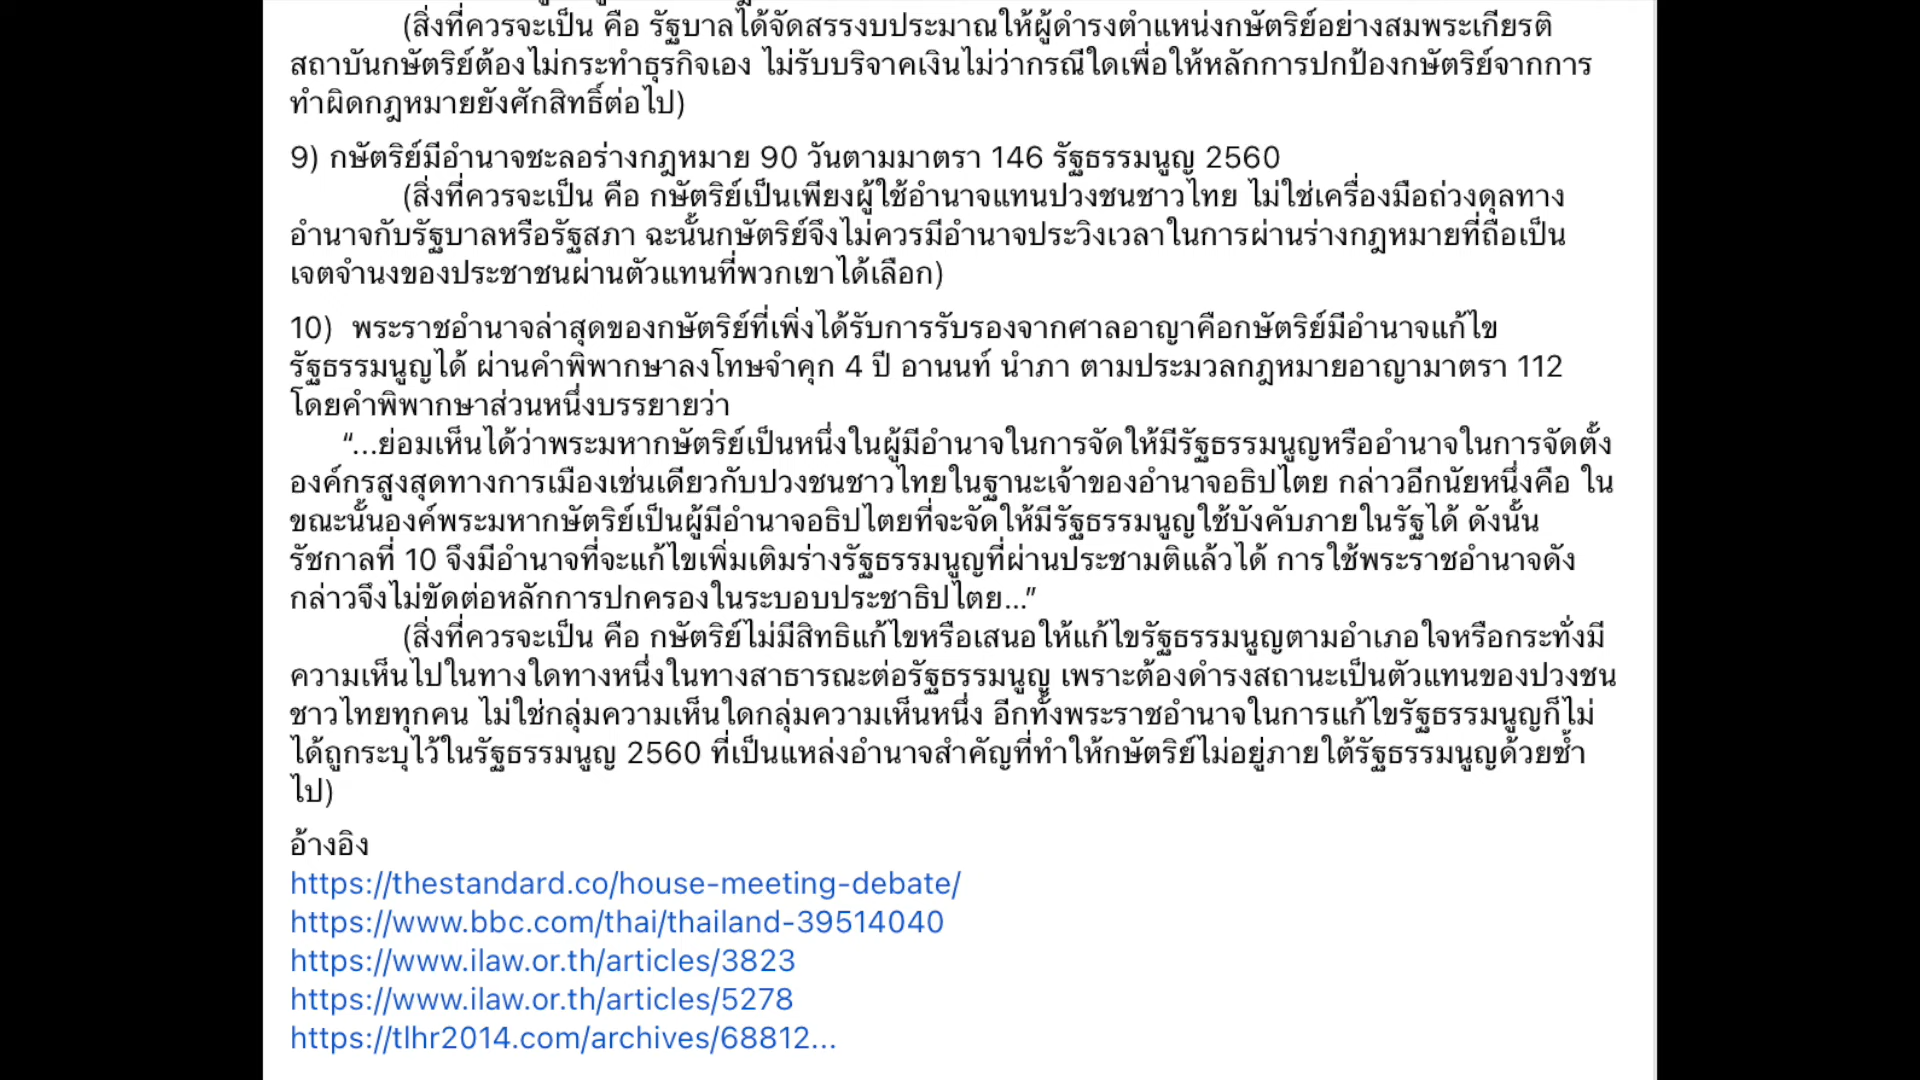 (สิ่งที่ควรจะเป็น คือ รัฐบาลได้จัดสรรงบประมาณให้ผู้ดำรงตำแหน่งกษัตริย์อย่างสมพระเกียรติ
สถาบันกษัตริย์ต้องไม่กระทำธุรกิจเอง ไม่รับบริจาคเงินไม่ว่ากรณีใดเพื่อให้หลักการปกป้องกษัตริย์จากการ
ทำผิดกฎหมายยังศักสิทธิ์ต่อไป)
9) กษัตริย์มีอำนาจชะลอร่างกฎหมาย 90 วันตามมาตรา 146 รัฐธรรมนูญ 2560
(สิ่งที่ควรจะเป็น คือ กษัตริย์เป็นเพียงผู้ใช้อำนาจแทนปวงชนชาวไทย ไม่ใช่เครื่องมือถ่วงดุลทาง
อำนาจกับรัฐบาลหรือรัฐสภา ฉะนั้นกษัตริย์จึงไม่ควรมีอำนาจประวิงเวลาในการผ่านร่างกฎหมายที่ถือเป็น
เจตจำนงของประชาชนผ่านตัวแทนที่พวกเขาได้เลือก)
10) พระราชอำนาจล่าสุดของกษัตริย์ที่เพิ่งได้รับการรับรองจากศาลอาญาคือกษัตริย์มีอำนาจแก้ไข
รัฐธรรมนูญได้ ผ่านคำพิพากษาลงโทษจำคุก 4 ปี อานนท์ นำภา ตามประมวลกฎหมายอาญามาตรา 112
โดยคำพิพากษาส่วนหนึ่งบรรยายว่า
“...ย่อมเห็นได้ว่าพระมหากษัตริย์เป็นหนึ่งในผู้มีอำนาจในการจัดให้มีรัฐธรรมนูญหรืออำนาจในการจัดตั้ง
องค์กรสูงสุดทางการเมืองเช่นเดียวกับปวงชนชาวไทยในฐานะเจ้าของอำนาจอธิปไตย กล่าวอีกนัยหนึ่งคือ ใน
ขณะนั้นองค์พระมหากษัตริย์เป็นผู้มีอำนาจอธิปไตยที่จะจัดให้มีรัฐธรรมนูญใช้บังคับภายในรัฐได้ ดังนั้น
รัชกาลที่ 10 จึงมีอำนาจที่จะแก้ไขเพิ่มเติมร่างรัฐธรรมนูญที่ผ่านประชามติแล้วได้ การใช้พระราชอำนาจดัง
กล่าวจึงไม่ขัดต่อหลักการปกครองในระบอบประชาธิปไตย...”
(สิ่งที่ควรจะเป็น คือ กษัตริย์ไม่มีสิทธิแก้ไขหรือเสนอให้แก้ไขรัฐธรรมนูญตามอำเภอใจหรือกระทั่งมี
ความเห็นไปในทางใดทางหนึ่งในทางสาธารณะต่อรัฐธรรมนูญ เพราะต้องดำรงสถานะเป็นตัวแทนของปวงชน
ชาวไทยทุกคน ไม่ใช่กลุ่มความเห็นใดกลุ่มความเห็นหนึ่ง อีกทั้งพระราชอำนาจในการแก้ไขรัฐธรรมนูญก็ไม่
ได้ถูกระบุไว้ในรัฐธรรมนูญ 2560 ที่เป็นแหล่งอำนาจสำคัญที่ทำให้กษัตริย์ไม่อยู่ภายใต้รัฐธรรมนูญด้วยซ้ำ
ไป)
อ้างอิง
https://thestandard.co/house-meeting-debate/
https://www.bbc.com/thai/thailand-39514040
https://www.ilaw.or.th/articles/3823
https://www.ilaw.or.th/articles/5278
https://tlhr2014.com/archives/68812...